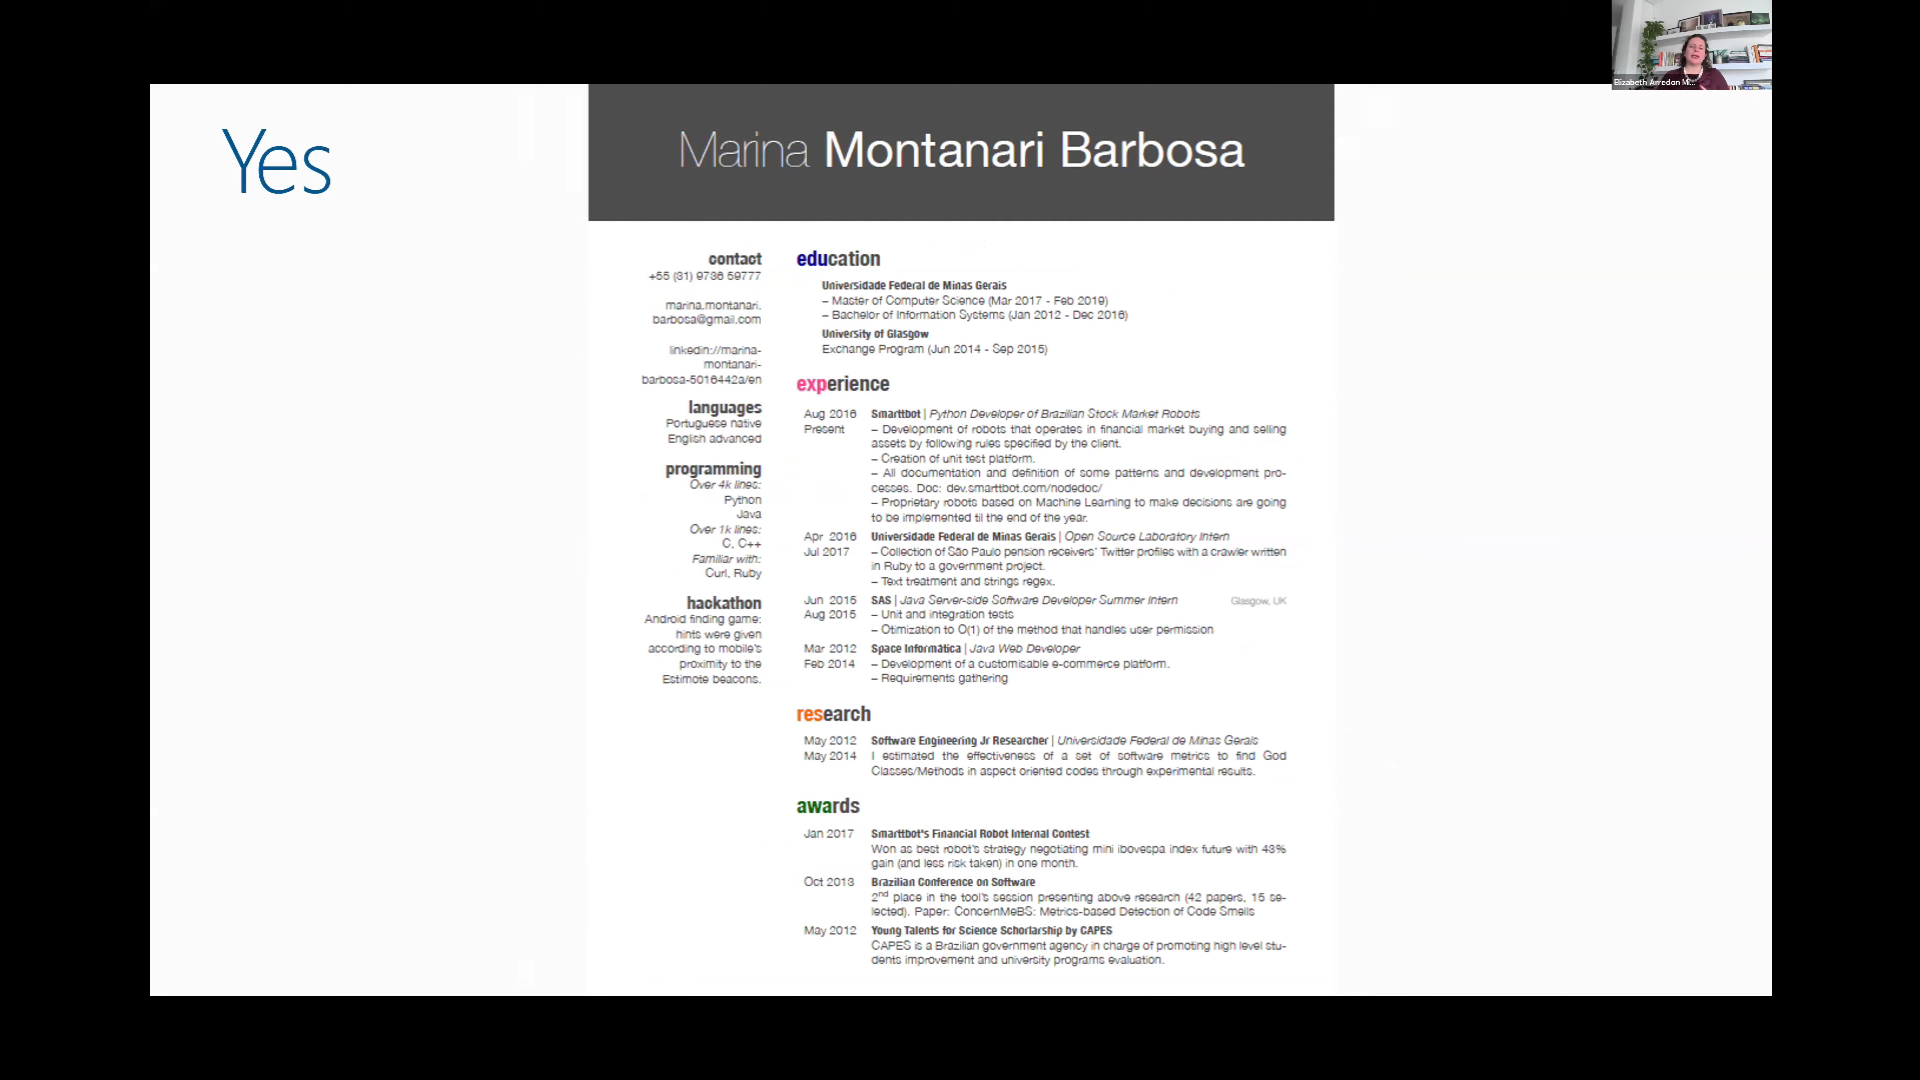 Yes
Marina Montanari Barbosa
contact
+55 (31) 9736 59777
marina.montanari.
barbosa@gmail.com
linkedin://marina-
montanari-
barbosa-5016442a/en
languages
Portuguese native
English advanced
programming
Over 4k lines:
Python
Java
Over 1k lines:
C, C++
Familiar with:
Curl, Ruby
hackathon
Android finding game:
hints were given
according to mobile's
proximity to the
Estimote beacons.
education
Universidade Federal de Minas Gerais
– Master of Computer Science (Mar 2017 - Feb 2019)
– Bachelor of Information Systems (Jan 2012 - Dec 2016)
University of Glasgow
Exchange Program (Jun 2014 - Sep 2015)
experience
Aug 2016 Smarttbot | Python Developer of Brazilian Stock Market Robots
Present – Development of robots that operates in financial market buying and selling
assets by following rules specified by the client.
– Creation of unit test platform.
– All documentation and definition of some patterns and development pro-
cesses. Doc: dev.smarttbot.com/nodedoc/
– Proprietary robots based on Machine Learning to make decisions are going
to be implemented til the end of the year.
Apr 2016 Universidade Federal de Minas Gerais | Open Source Laboratory Intern
Jul 2017 – Collection of São Paulo pension receivers' Twitter profiles with a crawler written
in Ruby to a government project.
– Text treatment and strings regex.
Jun 2015 SAS | Java Server-side Software Developer Summer Intern Glasgow, UK
Aug 2015 – Unit and integration tests
– Otimization to O(1) of the method that handles user permission
Mar 2012 Space Informática | Java Web Developer
Feb 2014 – Development of a customisable e-commerce platform.
– Requirements gathering
research
May 2012 Software Engineering Jr Researcher | Universidade Federal de Minas Gerais
May 2014 I estimated the effectiveness of a set of software metrics to find God
Classes/Methods in aspect oriented codes through experimental results.
awards
Jan 2017 Smarttbot's Financial Robot Internal Contest
Won as best robot's strategy negotiating mini ibovespa index future with 43%
gain (and less risk taken) in one month.
Oct 2013 Brazilian Conference on Software
2nd place in the tool's session presenting above research (42 papers, 15 se-
lected). Paper: ConcernMeBS: Metrics-based Detection of Code Smells
May 2012 Young Talents for Science Schorlarship by CAPES
CAPES is a Brazilian government agency in charge of promoting high level stu-
dents improvement and university programs evaluation.
Elizabeth Arredon M...